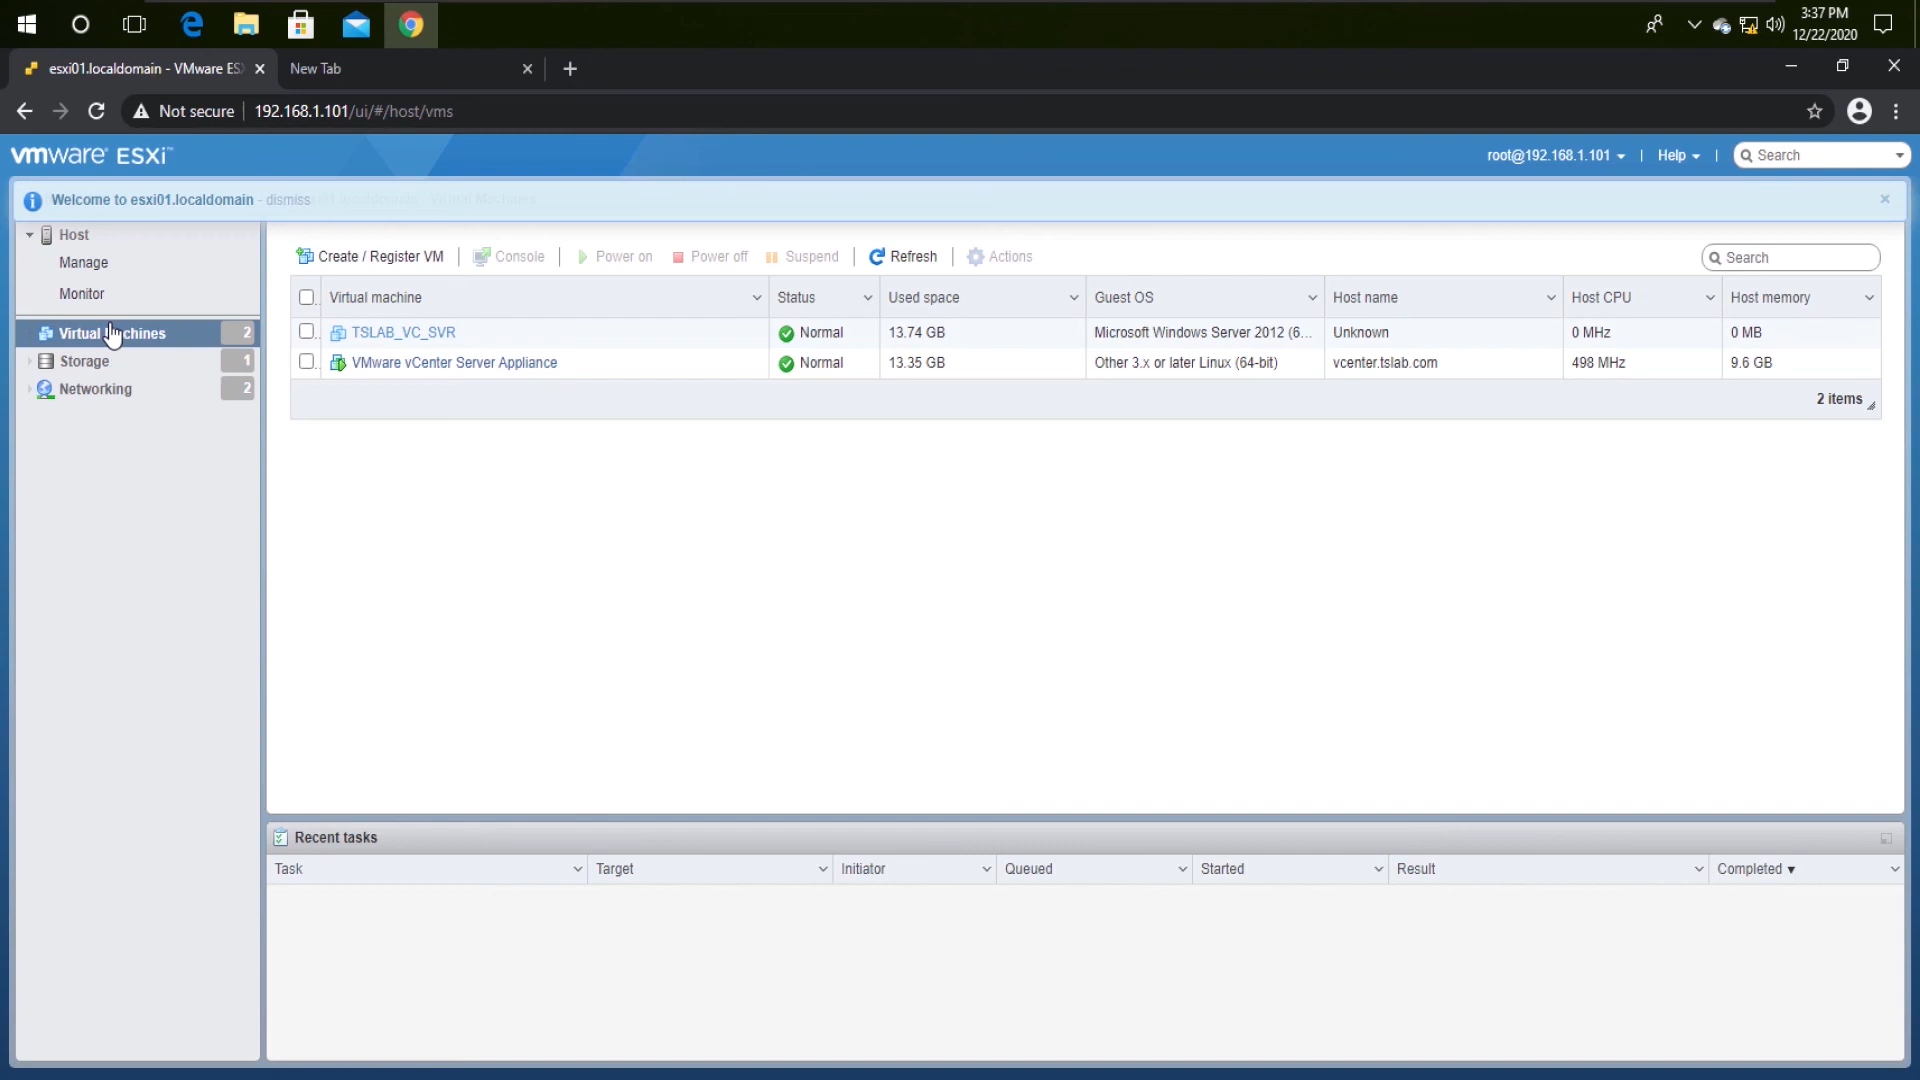 3:37 PM
12/22/2020
esxi01.localdomain - VMware ES
New Tab
Not secure
192.168.1.101/ui/#/host/vms
vmware ESXi™
root@192.168.1.101
Help
Search
Welcome to esxi01.localdomain - dismiss
Host
Manage
Monitor
Virtual Machines 2
Storage 1
Networking 2
Create / Register VM
Console
Power on
Power off
Suspend
Refresh
Actions
Search
Virtual machine Status Used space Guest OS Host name Host CPU Host memory
TSLAB_VC_SVR Normal 13.74 GB Microsoft Windows Server 2012 (6... Unknown 0 MHz 0 MB
VMware vCenter Server Appliance Normal 13.35 GB Other 3.x or later Linux (64-bit) vcenter.tslab.com 498 MHz 9.6 GB
2 items
Recent tasks
Task Target Initiator Queued Started Result Completed ▼